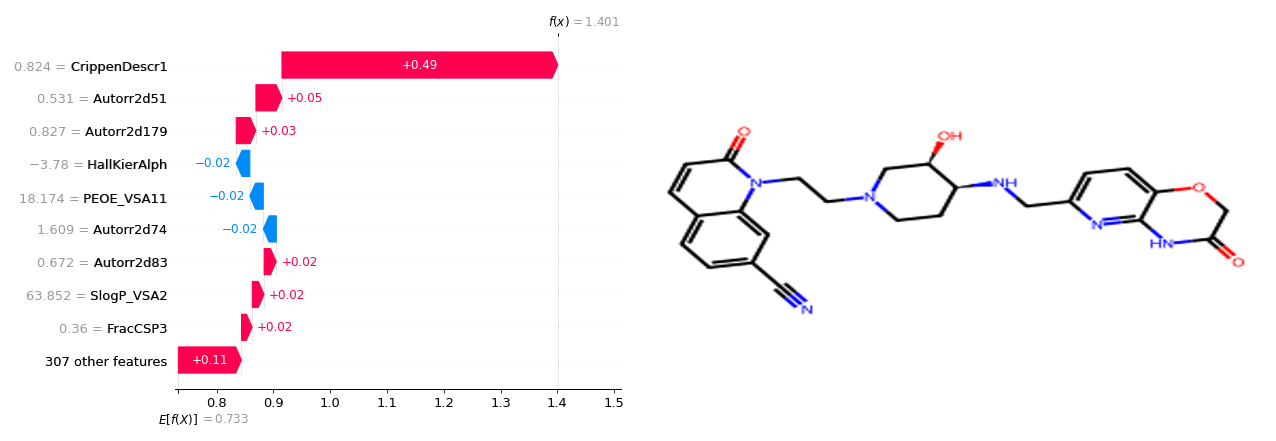 f(x) = 1.401
0.824 = CrippenDescr1
+0.49
0.531 = Autorr2d51
+0.05
0.827 = Autorr2d179
+0.03
−3.78 = HallKierAlph
−0.02
18.174 = PEOE_VSA11
−0.02
1.609 = Autorr2d74
−0.02
0.672 = Autorr2d83
+0.02
63.852 = SlogP_VSA2
+0.02
0.36 = FracCSP3
+0.02
307 other features
+0.11
0.8 0.9 1.0 1.1 1.2 1.3 1.4 1.5
E[f(X)] = 0.733
O
N
N
N
OH
NH
N
O
HN
O